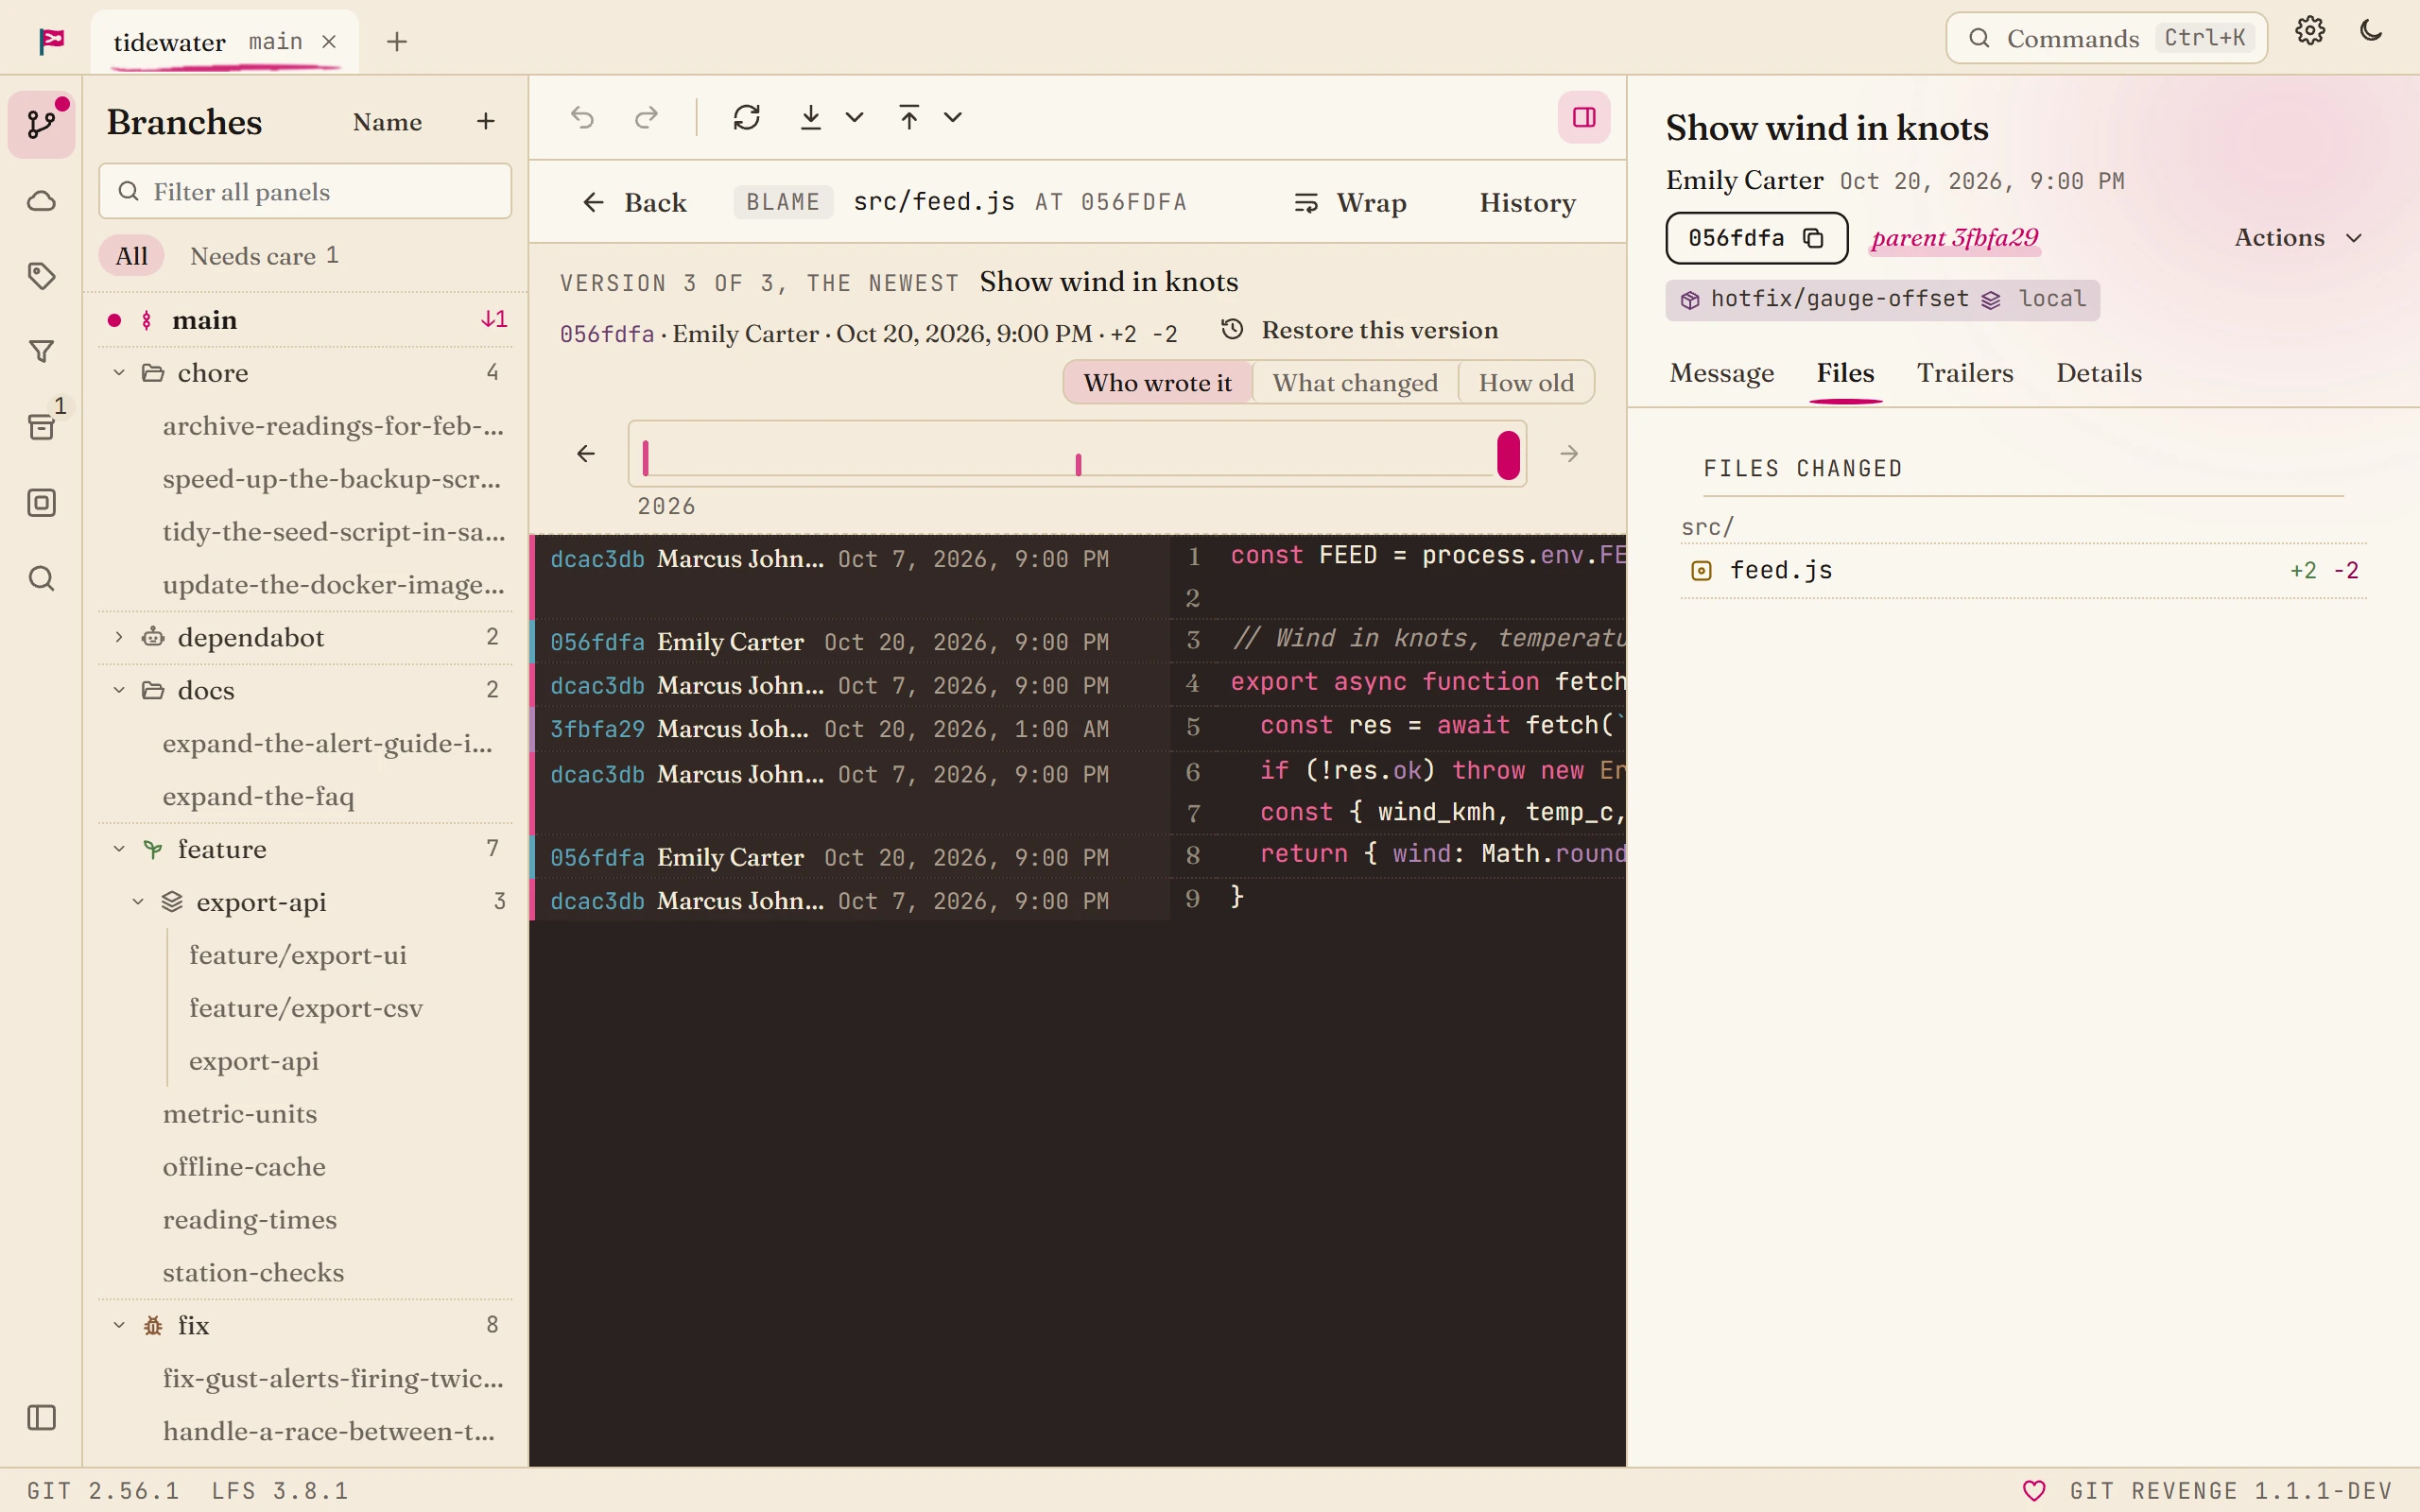 tidewater main
Commands Ctrl+K
Branches Name
Filter all panels
All Needs care 1
main ↓1
chore 4
archive-readings-for-feb-...
speed-up-the-backup-scr...
tidy-the-seed-script-in-sa...
update-the-docker-image...
dependabot 2
docs 2
expand-the-alert-guide-i...
expand-the-faq
feature 7
export-api 3
feature/export-ui
feature/export-csv
export-api
metric-units
offline-cache
reading-times
station-checks
fix 8
fix-gust-alerts-firing-twic...
handle-a-race-between-t...
1
Back BLAME src/feed.js AT 056FDFA Wrap History
VERSION 3 OF 3, THE NEWEST Show wind in knots
056fdfa · Emily Carter · Oct 20, 2026, 9:00 PM · +2 -2 Restore this version
Who wrote it What changed How old
2026
dcac3db Marcus John... Oct 7, 2026, 9:00 PM 1 const FEED = process.env.FE
2
056fdfa Emily Carter Oct 20, 2026, 9:00 PM 3 // Wind in knots, temperatu
dcac3db Marcus John... Oct 7, 2026, 9:00 PM 4 export async function fetch
3fbfa29 Marcus Joh... Oct 20, 2026, 1:00 AM 5 const res = await fetch(`
dcac3db Marcus John... Oct 7, 2026, 9:00 PM 6 if (!res.ok) throw new Er
7 const { wind_kmh, temp_c,
056fdfa Emily Carter Oct 20, 2026, 9:00 PM 8 return { wind: Math.round
dcac3db Marcus John... Oct 7, 2026, 9:00 PM 9 }
Show wind in knots
Emily Carter Oct 20, 2026, 9:00 PM
056fdfa parent 3fbfa29 Actions
hotfix/gauge-offset local
Message Files Trailers Details
FILES CHANGED
src/
feed.js +2 -2
GIT 2.56.1 LFS 3.8.1
GIT REVENGE 1.1.1-DEV